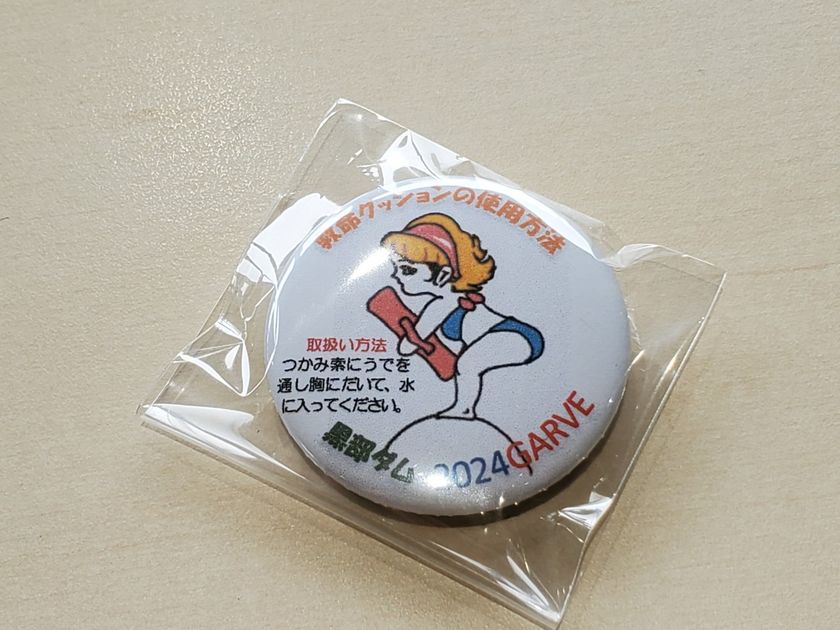 救命クッションの使用方法
取扱い方法
つかみ索にうでを
通し胸にだいて、水
に入ってください。
黒部ダム 2024GARVE